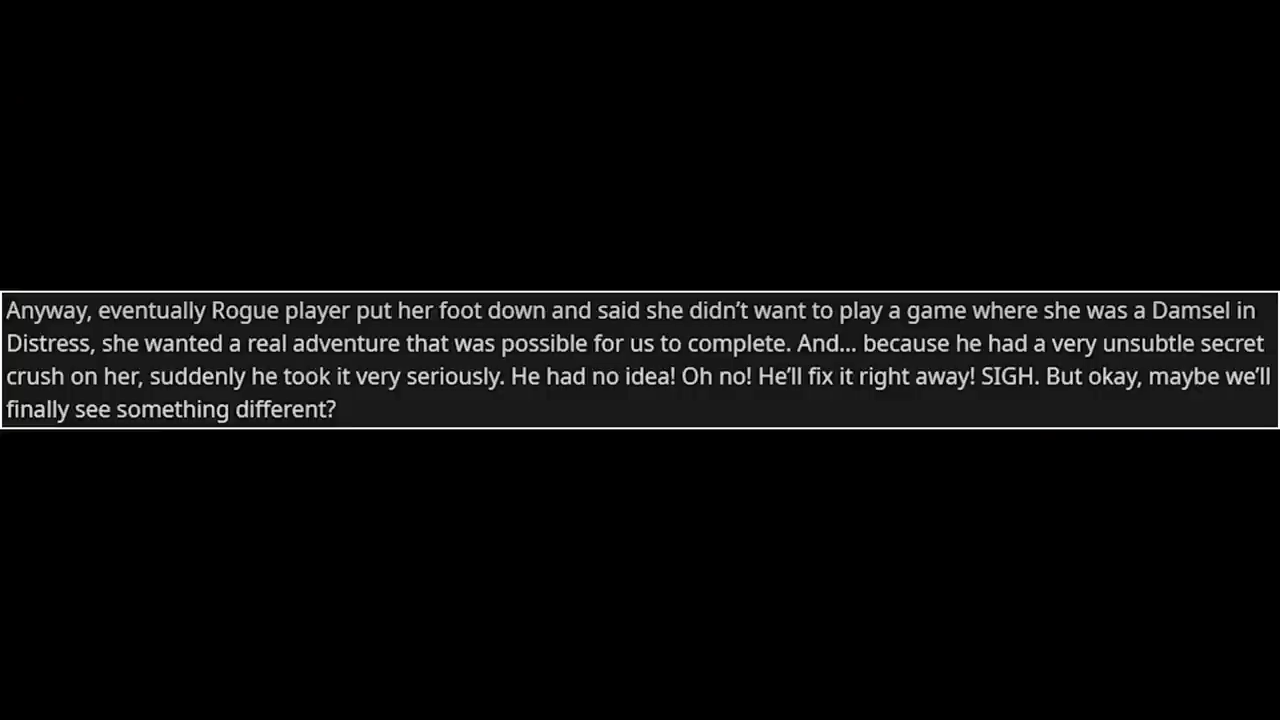 Anyway, eventually Rogue player put her foot down and said she didn’t want to play a game where she was a Damsel in
Distress, she wanted a real adventure that was possible for us to complete. And... because he had a very unsubtle secret
crush on her, suddenly he took it very seriously. He had no idea! Oh no! He’ll fix it right away! SIGH. But okay, maybe we’ll
finally see something different?